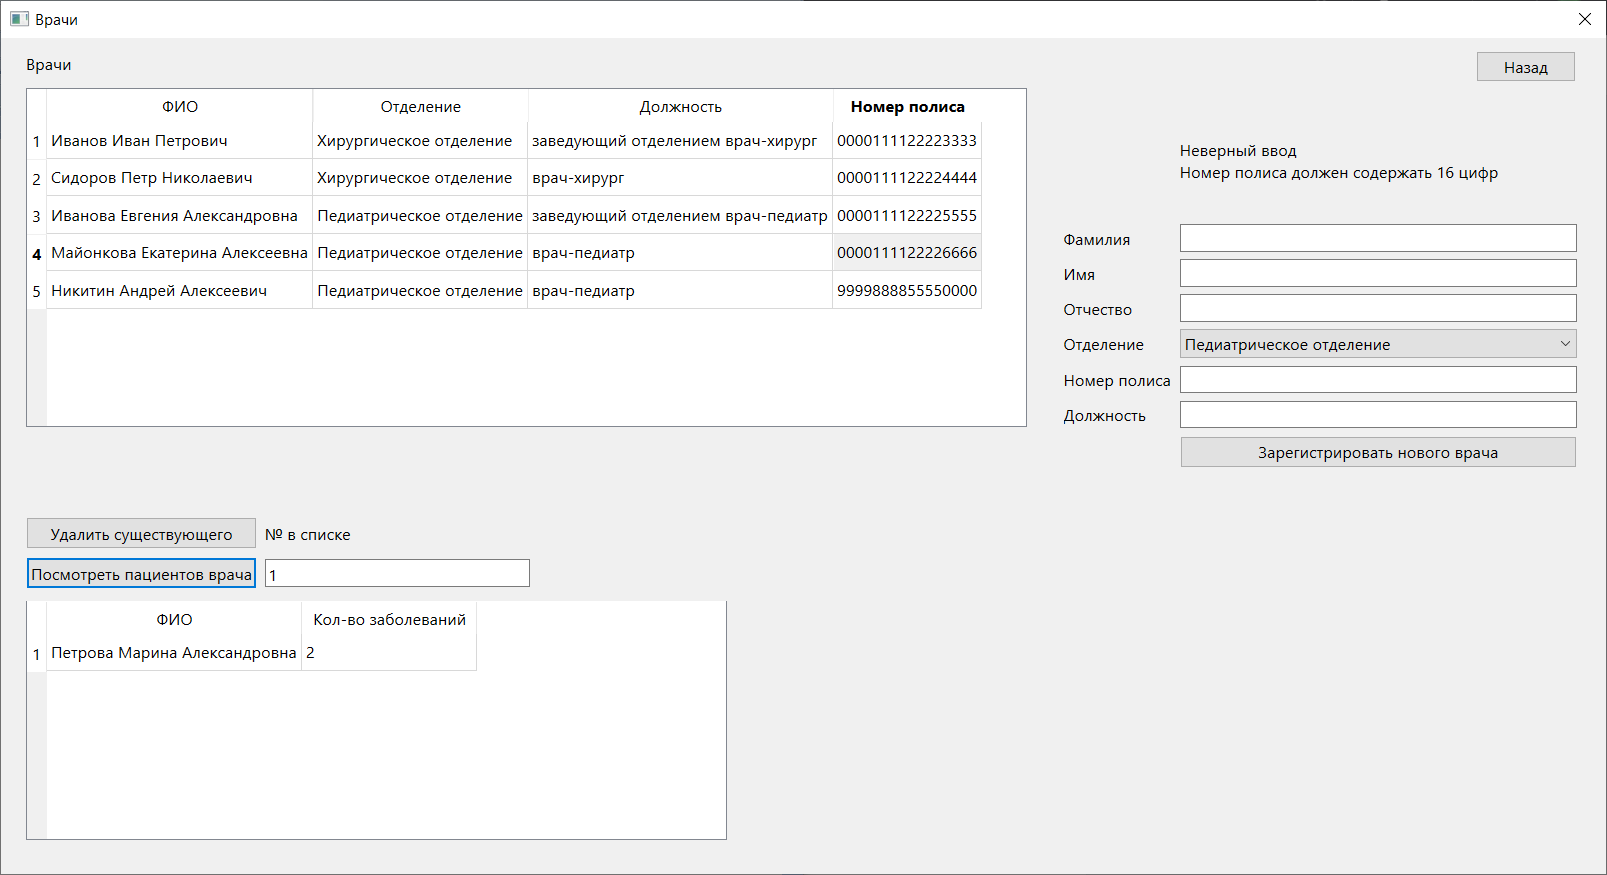 Врачи
Врачи
Назад
ФИО Отделение Должность Номер полиса
1 Иванов Иван Петрович Хирургическое отделение заведующий отделением врач-хирург 0000111122223333
2 Сидоров Петр Николаевич Хирургическое отделение врач-хирург 0000111122224444
3 Иванова Евгения Александровна Педиатрическое отделение заведующий отделением врач-педиатр 0000111122225555
4 Майонкова Екатерина Алексеевна Педиатрическое отделение врач-педиатр 0000111122226666
5 Никитин Андрей Алексеевич Педиатрическое отделение врач-педиатр 9999888855550000
Неверный ввод
Номер полиса должен содержать 16 цифр
Фамилия
Имя
Отчество
Отделение Педиатрическое отделение
Номер полиса
Должность
Зарегистрировать нового врача
Удалить существующего № в списке
Посмотреть пациентов врача 1
ФИО Кол-во заболеваний
1 Петрова Марина Александровна 2